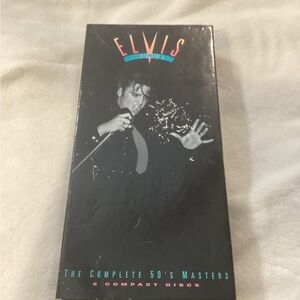 ELVIS
THE COMPLETE 50'S MASTERS
5 COMPACT DISCS